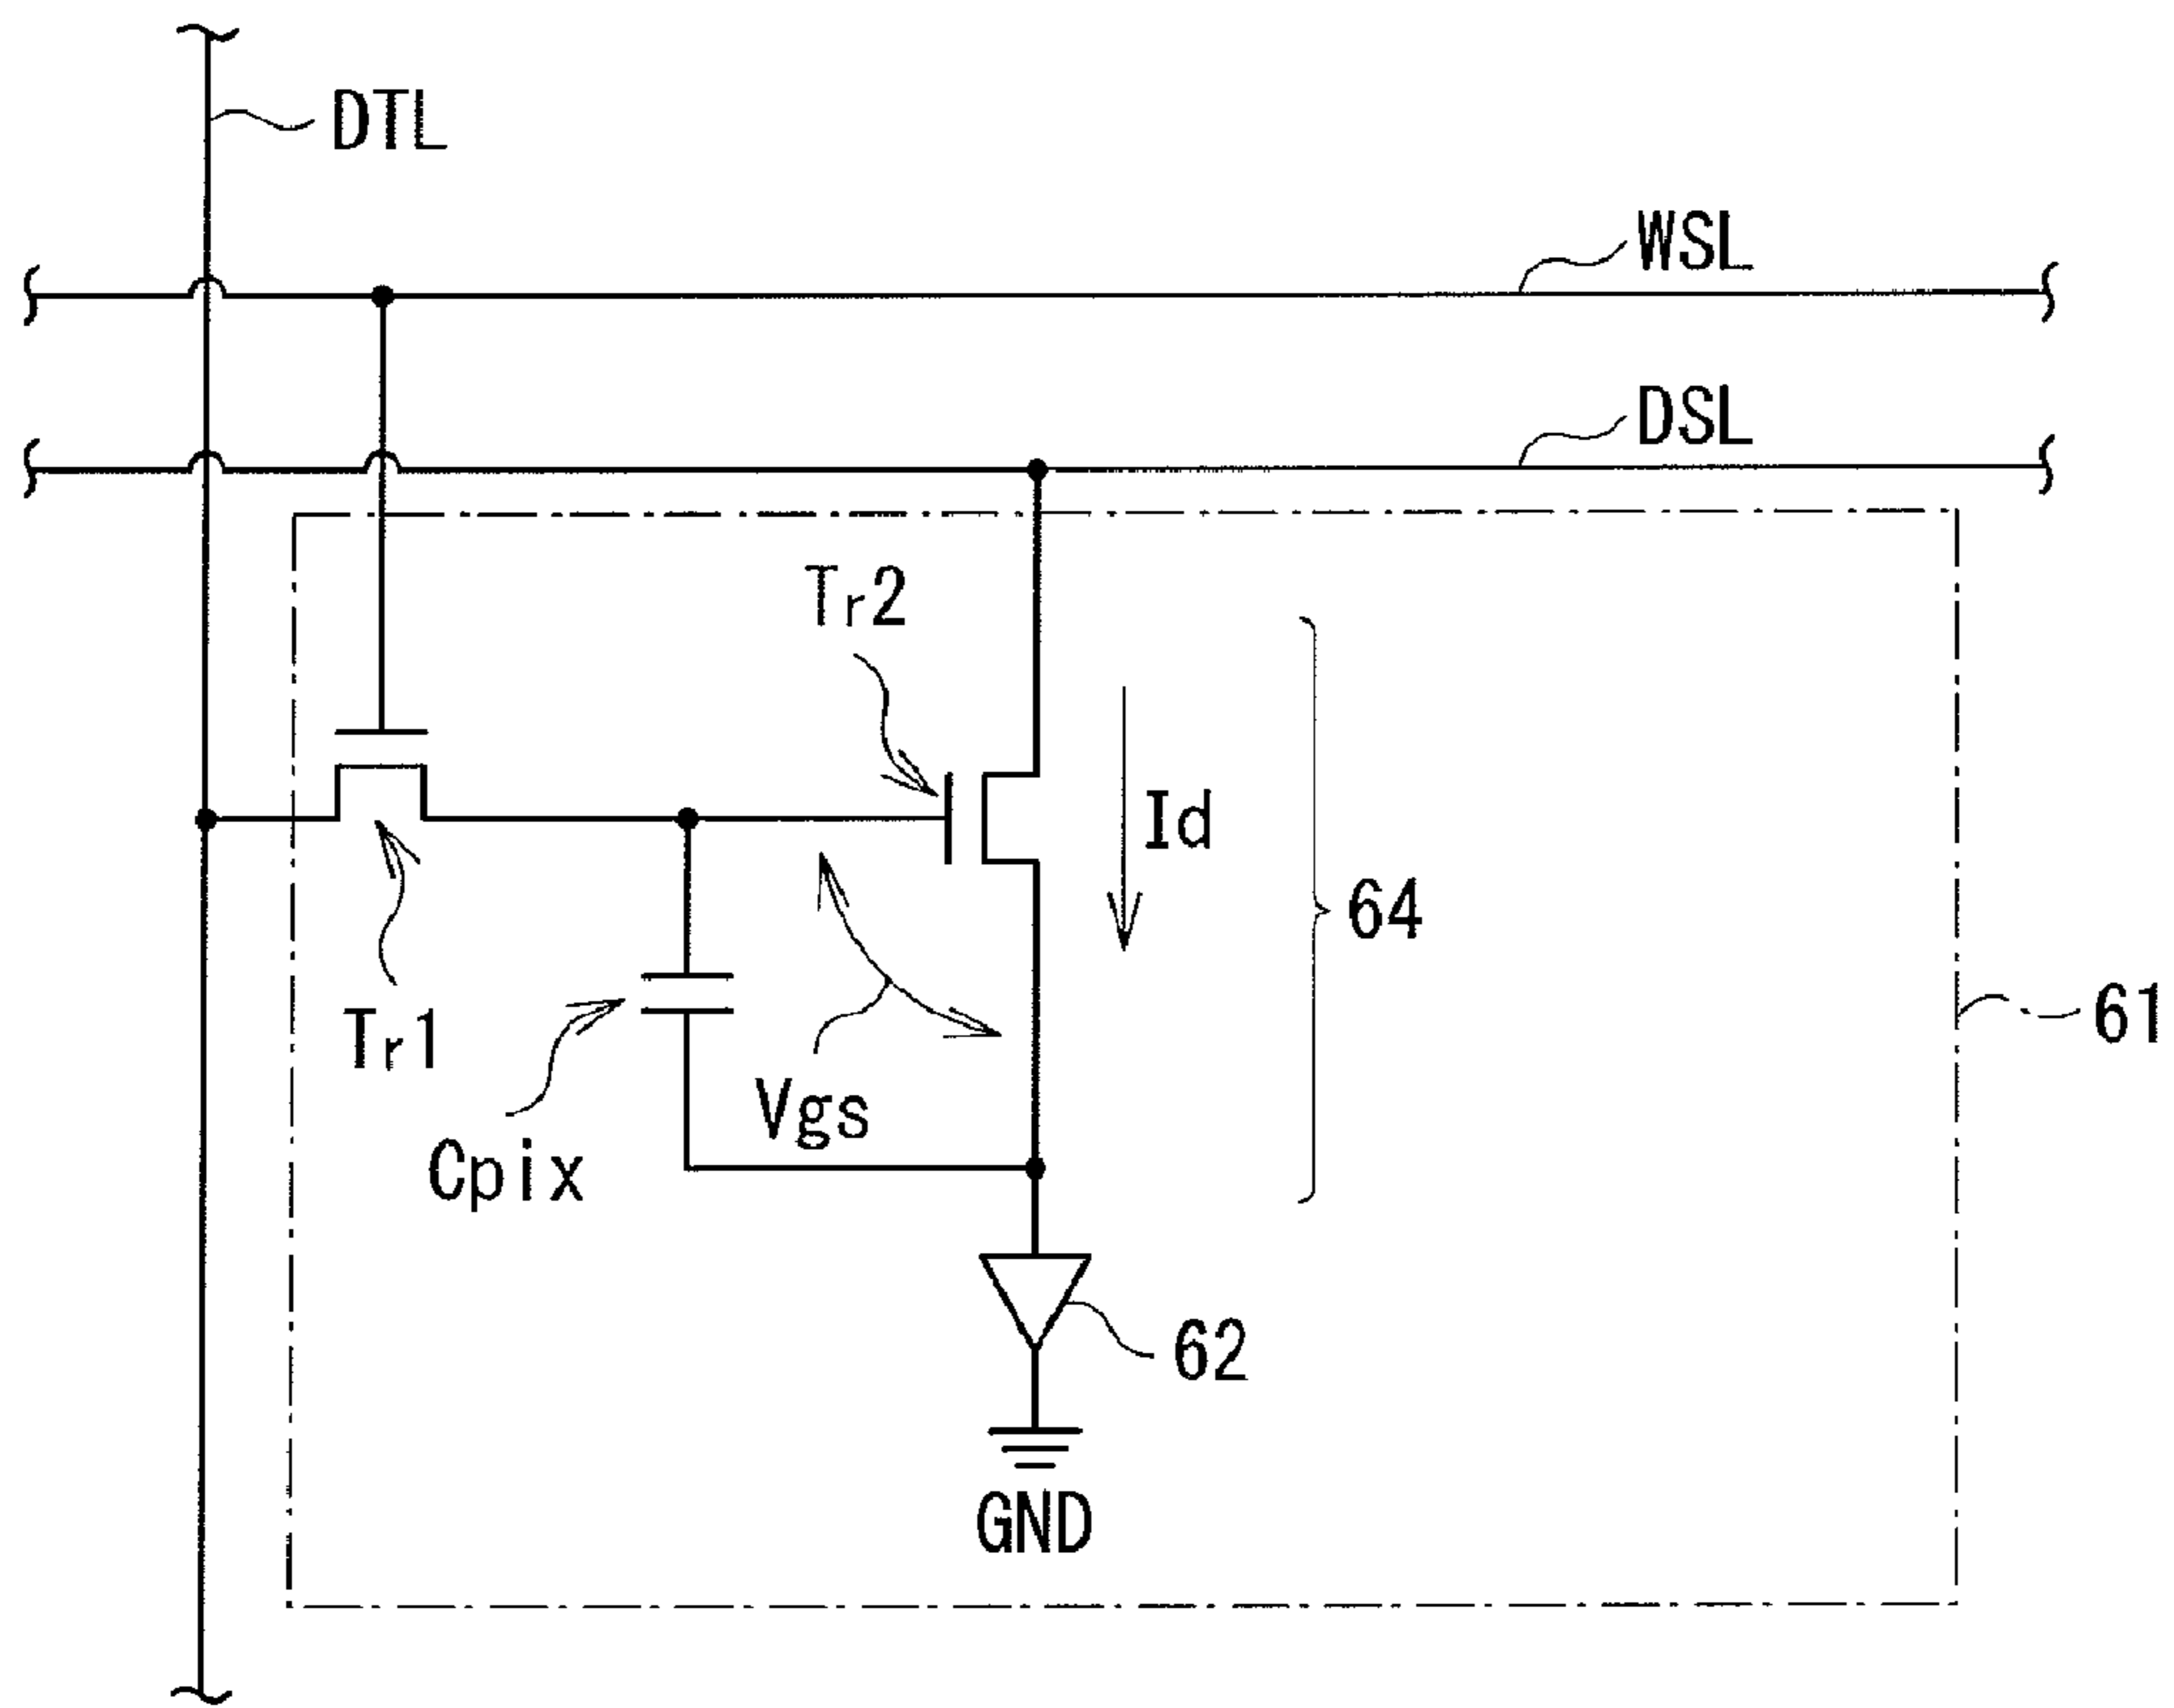 DTL
WSL
DSL
Tr2
Id
64
61
Tr1
Vgs
Cpix
62
GND